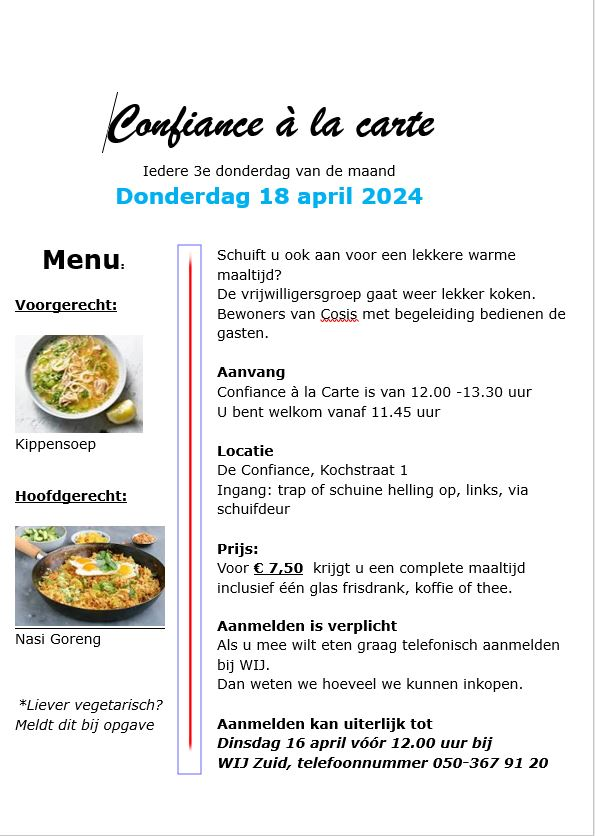 Confiance à la carte
Iedere 3e donderdag van de maand
Donderdag 18 april 2024
Menu:
Voorgerecht:
Kippensoep
Hoofdgerecht:
Nasi Goreng
*Liever vegetarisch?
Meldt dit bij opgave
Schuift u ook aan voor een lekkere warme
maaltijd?
De vrijwilligersgroep gaat weer lekker koken.
Bewoners van Cosis met begeleiding bedienen de
gasten.
Aanvang
Confiance à la Carte is van 12.00 -13.30 uur
U bent welkom vanaf 11.45 uur
Locatie
De Confiance, Kochstraat 1
Ingang: trap of schuine helling op, links, via
schuifdeur
Prijs:
Voor € 7,50 krijgt u een complete maaltijd
inclusief één glas frisdrank, koffie of thee.
Aanmelden is verplicht
Als u mee wilt eten graag telefonisch aanmelden
bij WIJ.
Dan weten we hoeveel we kunnen inkopen.
Aanmelden kan uiterlijk tot
Dinsdag 16 april vóór 12.00 uur bij
WIJ Zuid, telefoonnummer 050-367 91 20